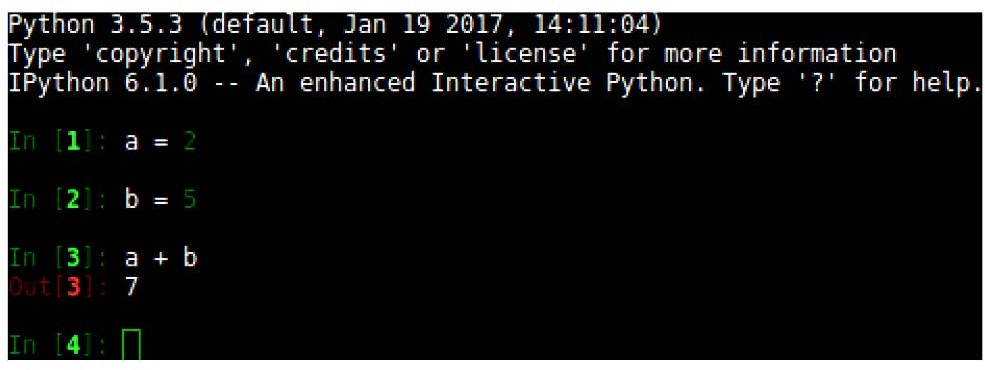 Python 3.5.3 (default, Jan 19 2017, 14:11:04)
Type 'copyright', 'credits' or 'license' for more information
IPython 6.1.0 -- An enhanced Interactive Python. Type '?' for help.
In [1]: a = 2
In [2]: b = 5
In [3]: a + b
Out[3]: 7
In [4]: